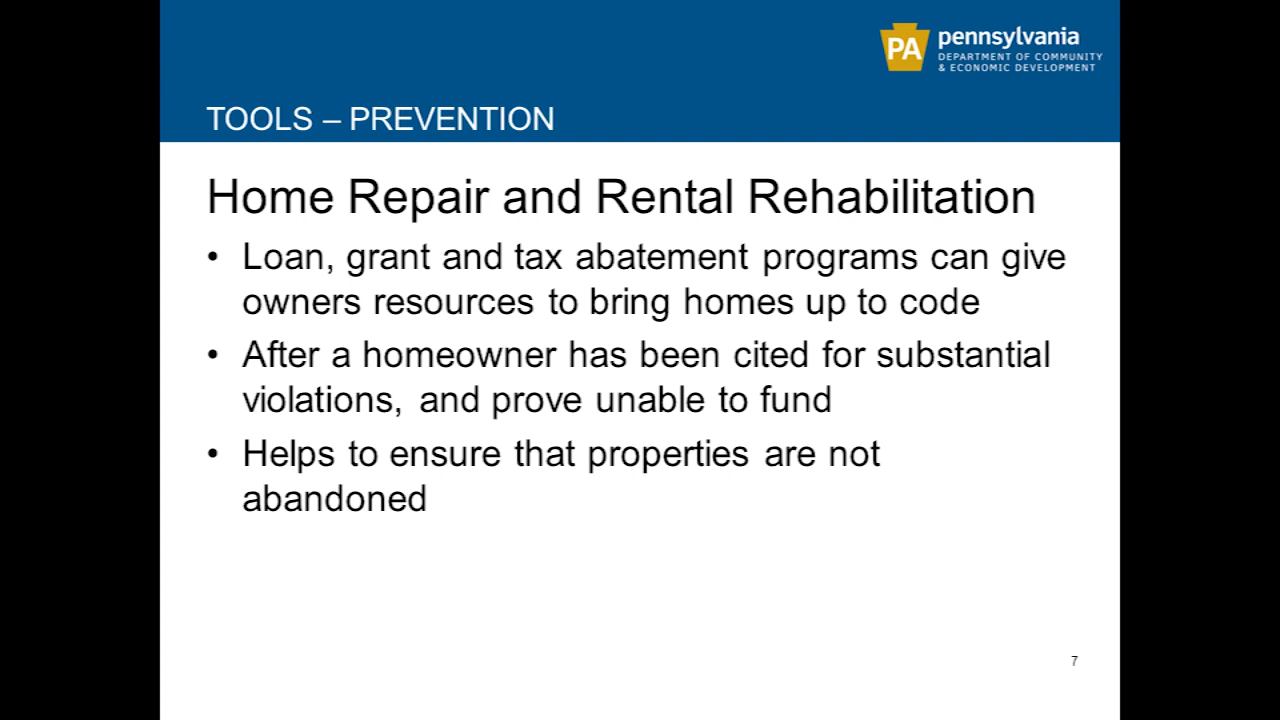 PA
pennsylvania
DEPARTMENT OF COMMUNITY
& ECONOMIC DEVELOPMENT
TOOLS – PREVENTION
Home Repair and Rental Rehabilitation
• Loan, grant and tax abatement programs can give
owners resources to bring homes up to code
• After a homeowner has been cited for substantial
violations, and prove unable to fund
• Helps to ensure that properties are not
abandoned
7